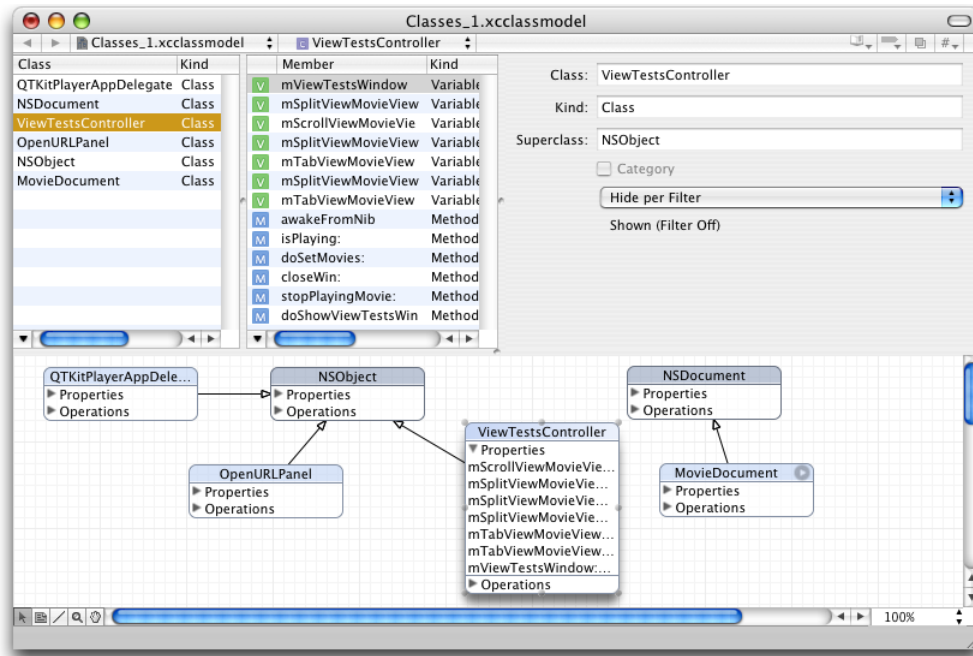 Classes_1.xcclassmodel
Classes_1.xcclassmodel
C ViewTestsController
#
Class Kind
QTKitPlayerAppDelegate Class
NSDocument Class
ViewTestsController Class
OpenURLPanel Class
NSObject Class
MovieDocument Class
Member Kind
V mViewTestsWindow Variable
V mSplitViewMovieView Variable
V mScrollViewMovieVie Variable
V mSplitViewMovieView Variable
V mTabViewMovieView Variable
V mSplitViewMovieView Variable
V mTabViewMovieView Variable
M awakeFromNib Method
M isPlaying: Method
M doSetMovies: Method
M closeWin: Method
M stopPlayingMovie: Method
M doShowViewTestsWin Method
Class: ViewTestsController
Kind: Class
Superclass: NSObject
Category
Hide per Filter
Shown (Filter Off)
QTKitPlayerAppDele...
Properties
Operations
NSObject
Properties
Operations
NSDocument
Properties
Operations
OpenURLPanel
Properties
Operations
ViewTestsController
Properties
mScrollViewMovieVie...
mSplitViewMovieVie...
mSplitViewMovieVie...
mSplitViewMovieVie...
mTabViewMovieView...
mTabViewMovieView...
mViewTestsWindow:...
Operations
MovieDocument
Properties
Operations
100%